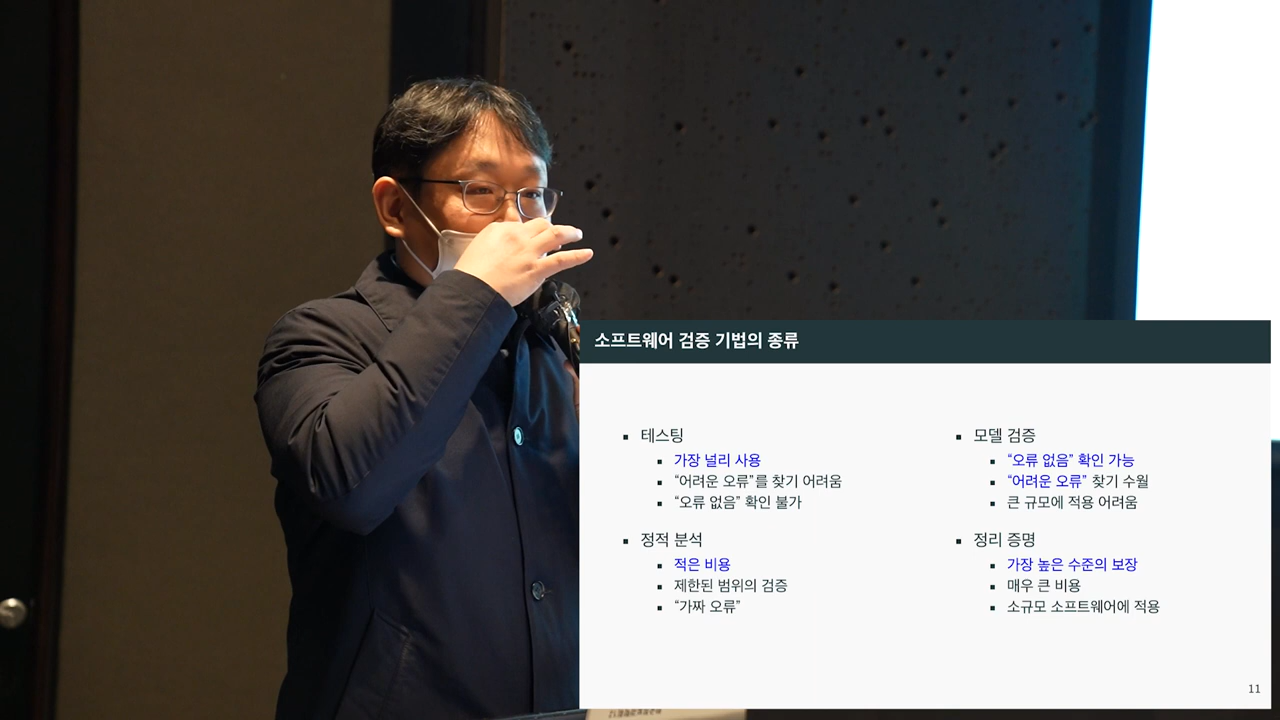 소프트웨어 검증 기법의 종류
테스팅
가장 널리 사용
“어려운 오류”를 찾기 어려움
“오류 없음” 확인 불가
정적 분석
적은 비용
제한된 범위의 검증
“가짜 오류”
모델 검증
“오류 없음” 확인 가능
“어려운 오류” 찾기 수월
큰 규모에 적용 어려움
정리 증명
가장 높은 수준의 보장
매우 큰 비용
소규모 소프트웨어에 적용
11